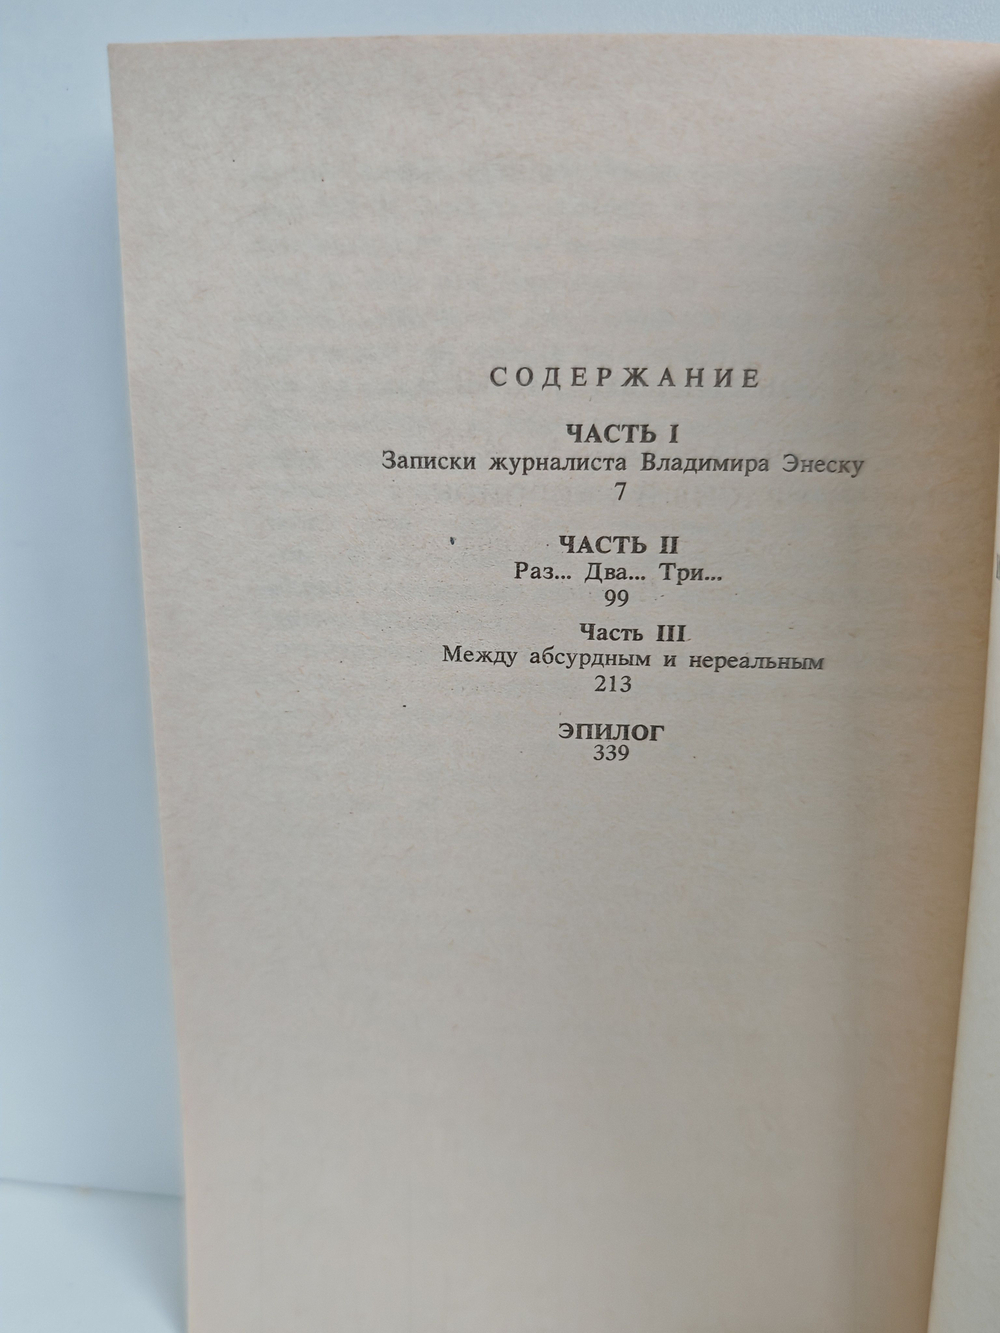 СОДЕРЖАНИЕ
ЧАСТЬ I
Записки журналиста Владимира Энеску
7
ЧАСТЬ II
Раз... Два... Три...
99
Часть III
Между абсурдным и нереальным
213
ЭПИЛОГ
339